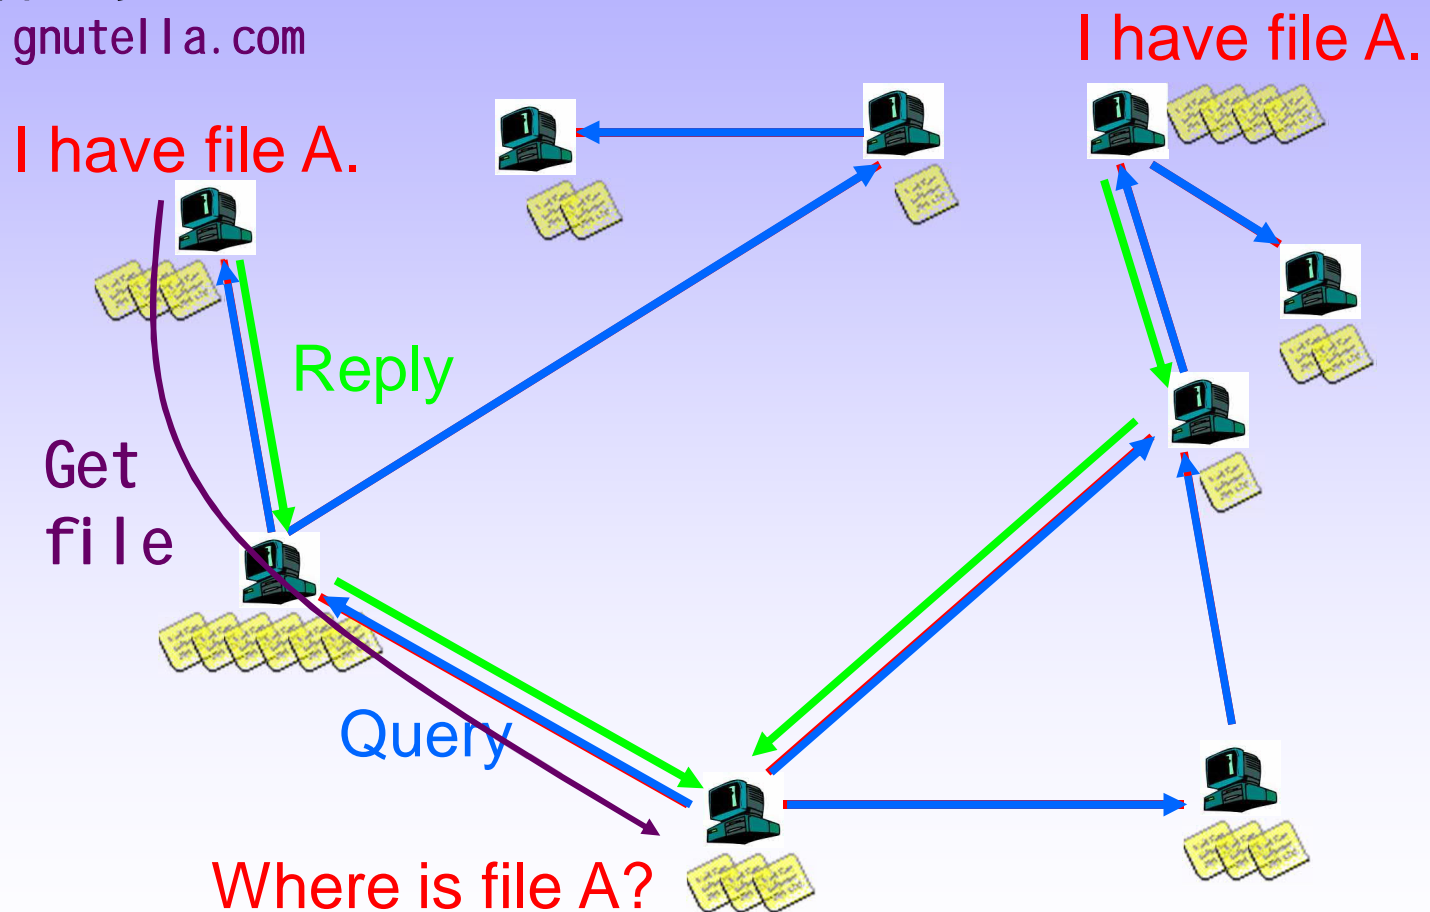 gnutella.com
I have file A.
I have file A.
Reply
Get
file
Query
Where is file A?